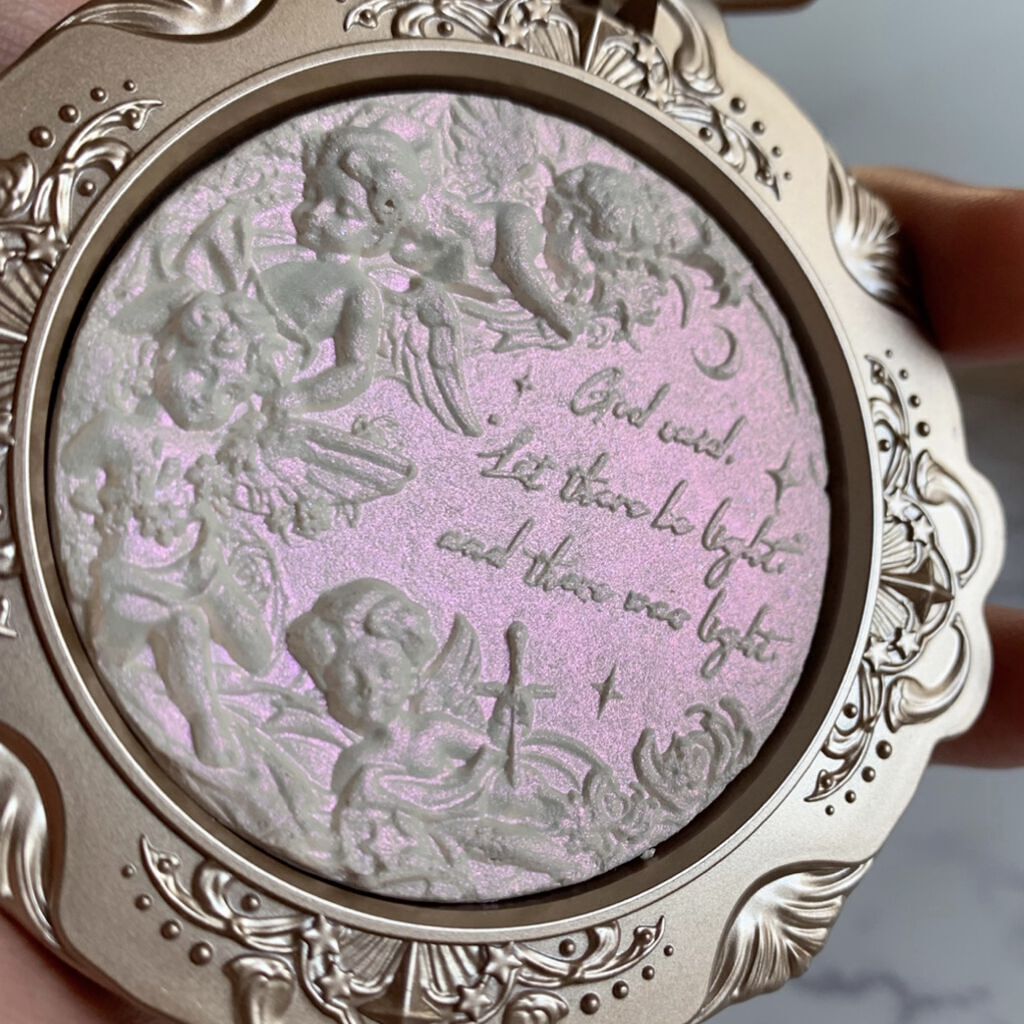 God said,
Let there be light.
and there was light.